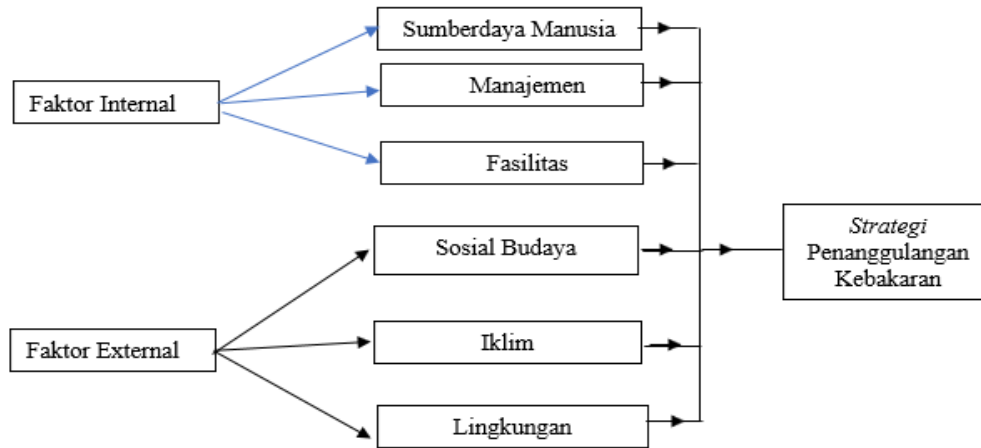 Sumberdaya Manusia
Manajemen
Faktor Internal
Fasilitas
Sosial Budaya
Strategi
Penanggulangan
Kebakaran
Faktor External
Iklim
Lingkungan